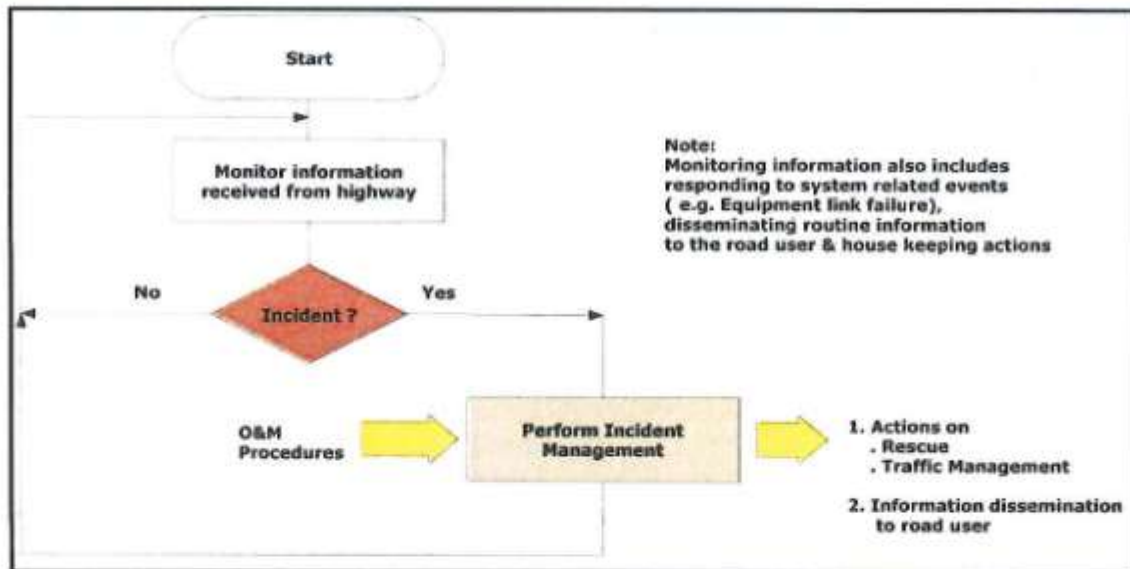 Start
Monitor information
received from highway
Note:
Monitoring information also includes
responding to system related events
( e.g. Equipment link failure),
disseminating routine information
to the road user & house keeping actions
No
Yes
Incident ?
O&M
Procedures
Perform Incident
Management
1. Actions on
. Rescue
. Traffic Management
2. Information dissemination
to road user